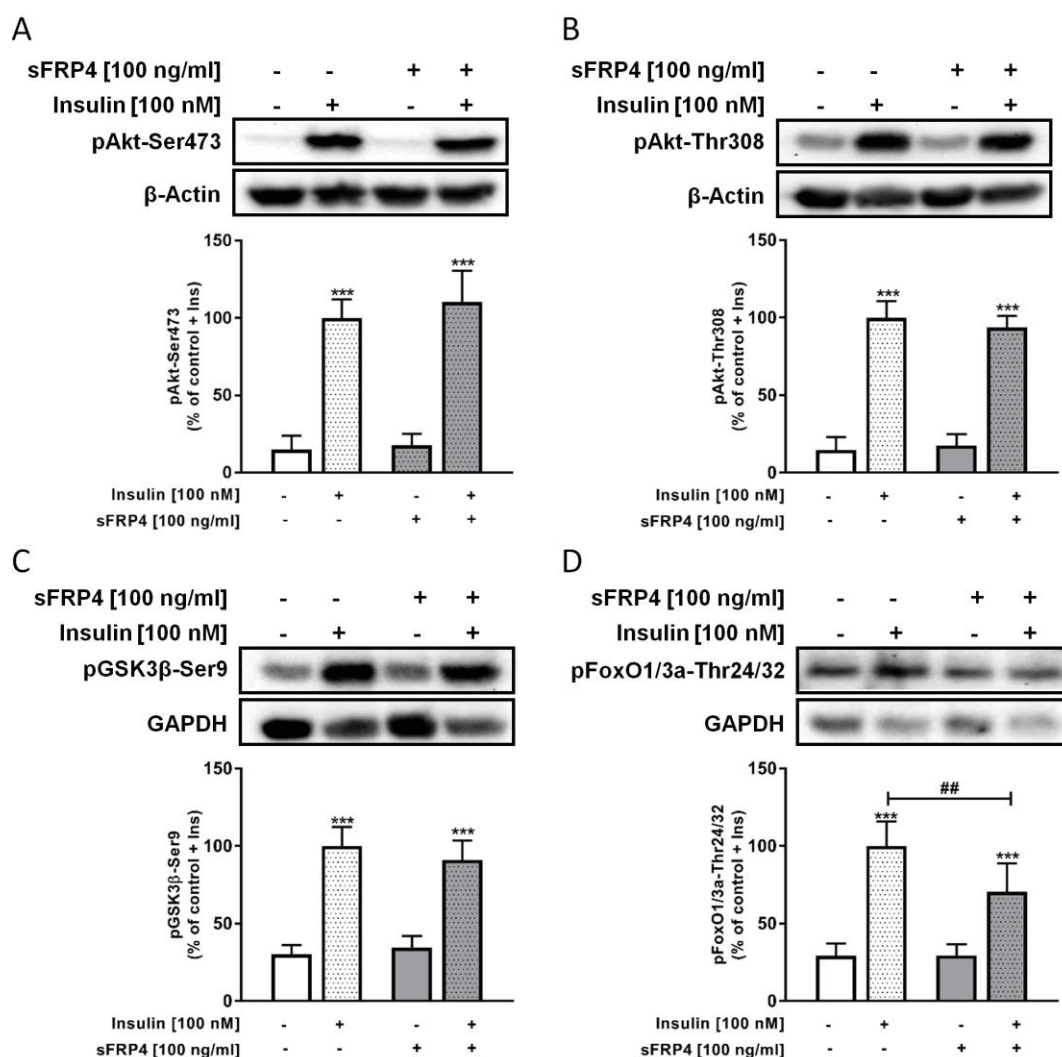 A
sFRP4 [100 ng/ml] - - + +
Insulin [100 nM] - + - +
pAkt-Ser473
β-Actin
pAkt-Ser473
(% of control + Ins)
150
100
50
0
***
***
Insulin [100 nM] - + - +
sFRP4 [100 ng/ml] - - + +
B
sFRP4 [100 ng/ml] - - + +
Insulin [100 nM] - + - +
pAkt-Thr308
β-Actin
pAkt-Thr308
(% of control + Ins)
150
100
50
0
***
***
Insulin [100 nM] - + - +
sFRP4 [100 ng/ml] - - + +
C
sFRP4 [100 ng/ml] - - + +
Insulin [100 nM] - + - +
pGSK3β-Ser9
GAPDH
pGSK3β-Ser9
(% of control + Ins)
150
100
50
0
***
***
Insulin [100 nM] - + - +
sFRP4 [100 ng/ml] - - + +
D
sFRP4 [100 ng/ml] - - + +
Insulin [100 nM] - + - +
pFoxO1/3a-Thr24/32
GAPDH
pFoxO1/3a-Thr24/32
(% of control + Ins)
150
100
50
0
##
***
***
Insulin [100 nM] - + - +
sFRP4 [100 ng/ml] - - + +